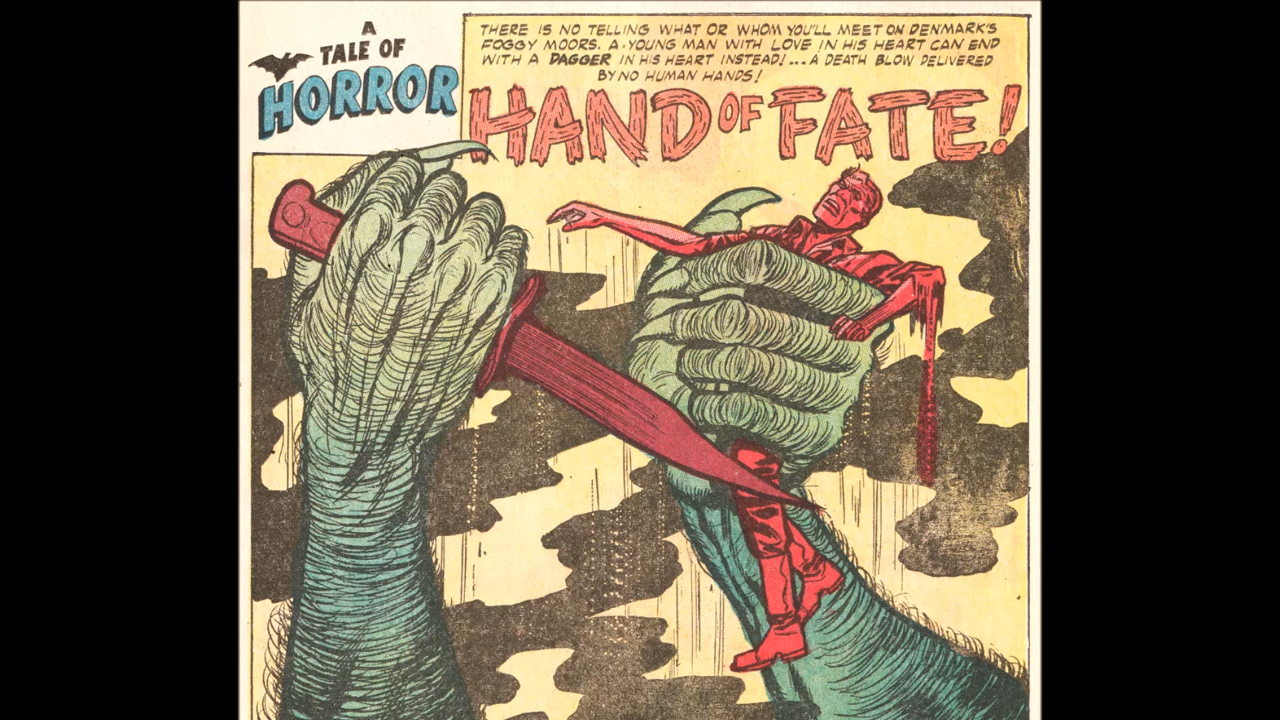 A
TALE OF
HORROR
THERE IS NO TELLING WHAT OR WHOM YOU'LL MEET ON DENMARK'S
FOGGY MOORS. A YOUNG MAN WITH LOVE IN HIS HEART CAN END
WITH A DAGGER IN HIS HEART INSTEAD!... A DEATH BLOW DELIVERED
BY NO HUMAN HANDS!
HAND OF FATE!